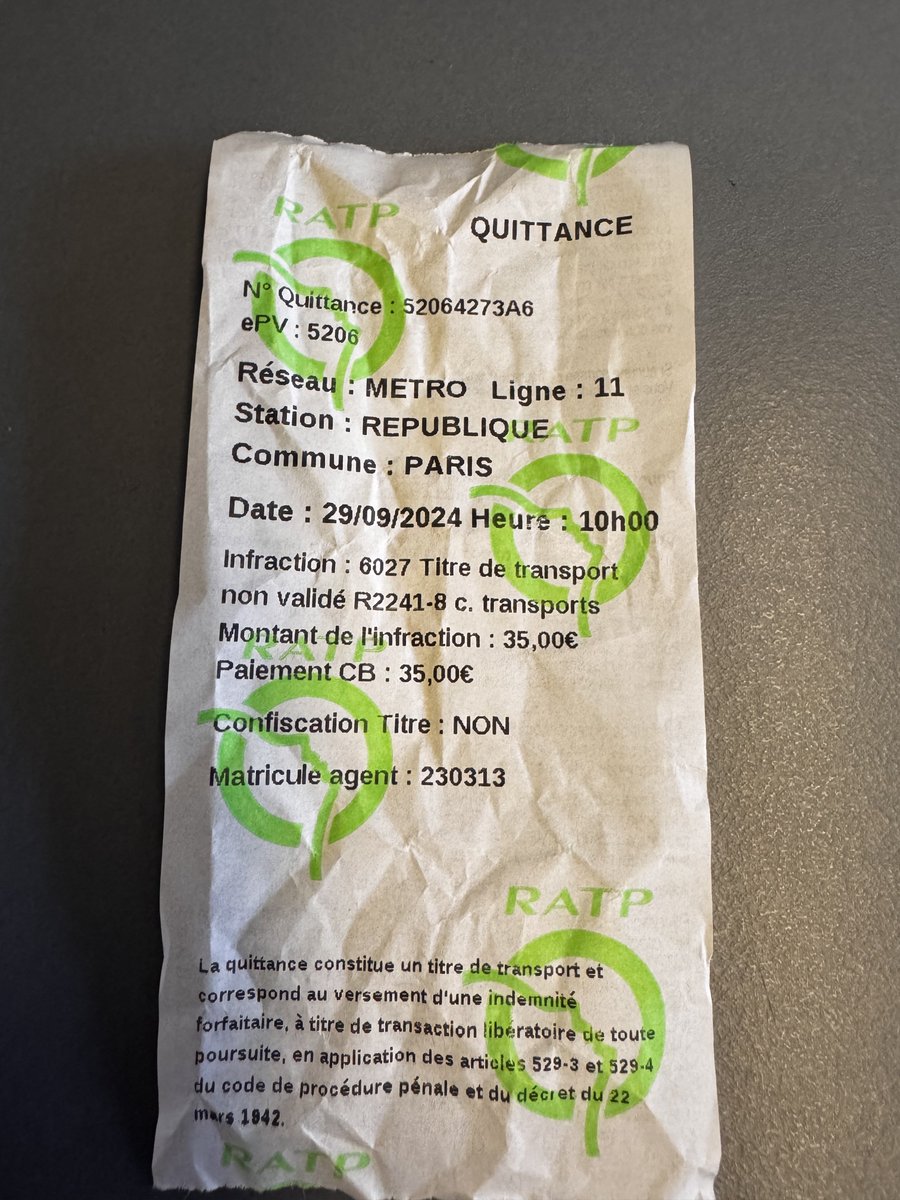 RATP
QUITTANCE
N° Quittance : 52064273A6
ePV : 5206
Réseau : METRO Ligne : 11
Station : REPUBLIQUE
RATP
Commune : PARIS
Date : 29/09/2024 Heure : 10h00
Infraction : 6027 Titre de transport
non validé R2241-8 c. transports
Montant de l'infraction : 35,00€
RATP
Paiement CB : 35,00€
Confiscation Titre : NON
Matricule agent : 230313
RATP
La quittance constitue un titre de transport et
correspond au versement d'une indemnité
forfaitaire, à titre de transaction libératoire de toute
poursuite, en application des articles 529-3 et 529-4
du code de procédure pénale et du décret du 22
mars 1942.
RATP